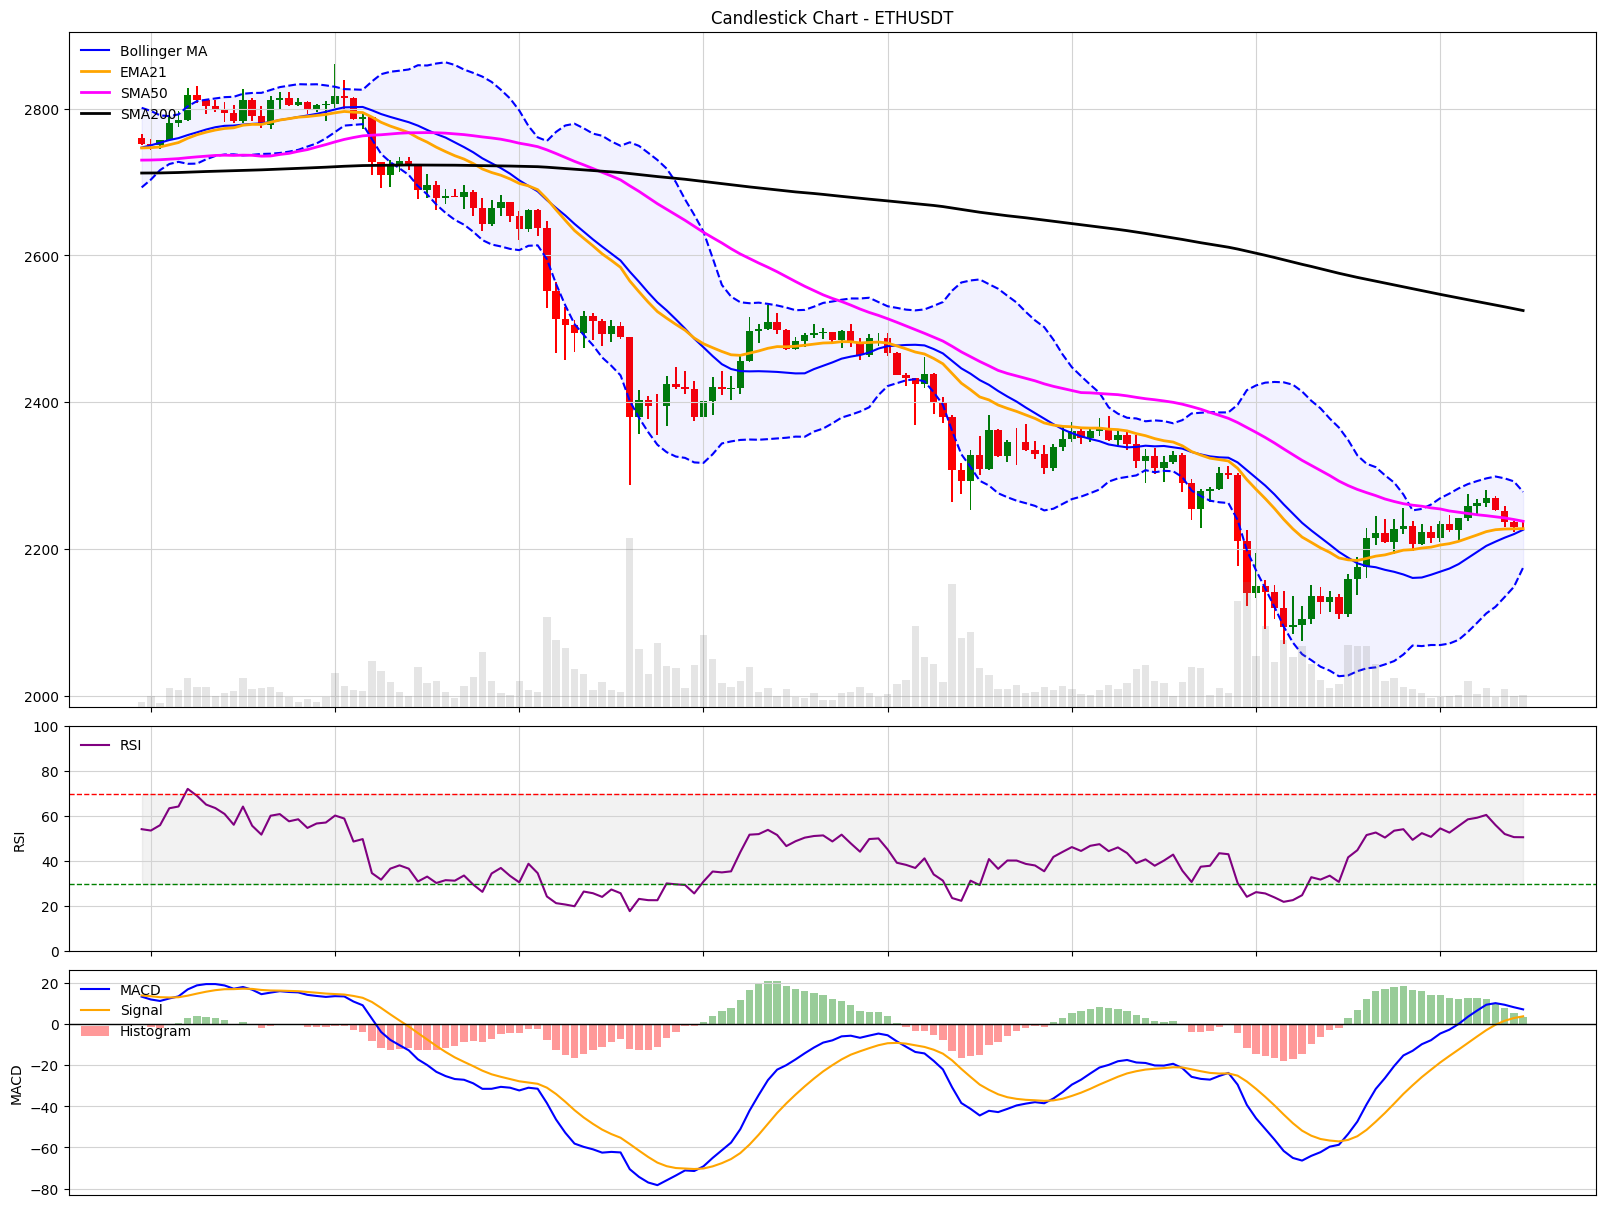 Candlestick Chart - ETHUSDT
Bollinger MA
EMA21
SMA50
SMA200
2800
2600
2400
2200
2000
RSI
RSI
100
80
60
40
20
0
MACD
Signal
Histogram
MACD
20
0
−20
−40
−60
−80